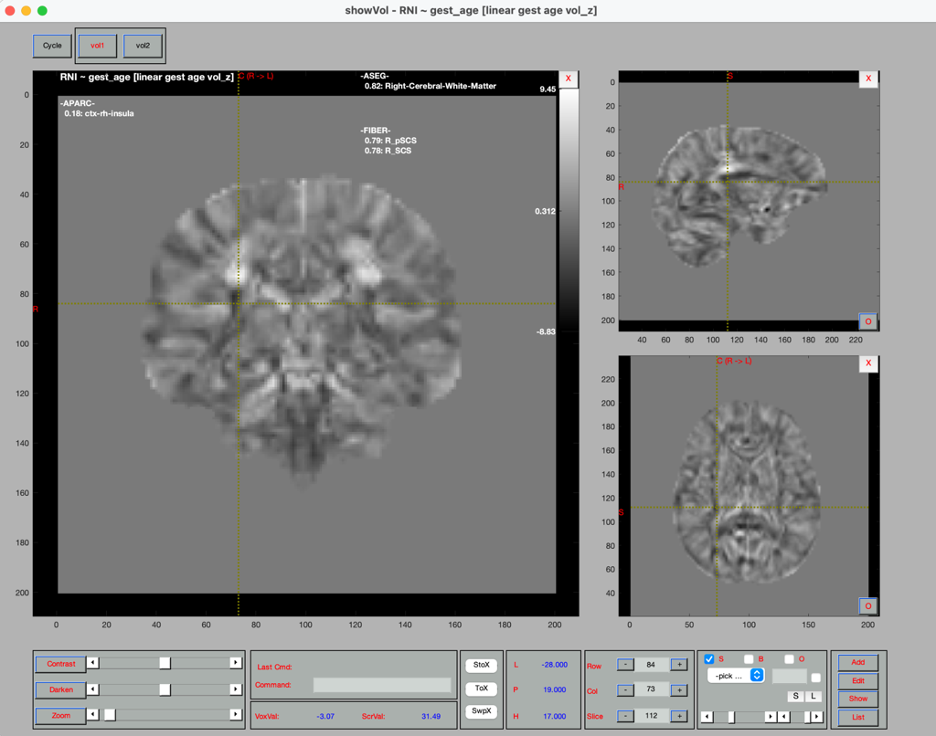 showVol - RNI ~ gest_age [linear gest age vol_z]
Cycle
vol1
vol2
RNI ~ gest_age [linear gest age vol_z]
C (R -> L)
-ASEG-
0.82: Right-Cerebral-White-Matter
-APARC-
0.18: ctx-rh-insula
-FIBER-
0.79: R_pSCS
0.78: R_SCS
X
9.45
0.312
-8.83
R
0
20
40
60
80
100
120
140
160
180
200
0 20 40 60 80 100 120 140 160 180 200
S
X
R
O
0
20
40
60
80
100
120
140
160
180
200
40 60 80 100 120 140 160 180 200 220
C (R -> L)
X
S
O
220
200
180
160
140
120
100
80
60
40
0 50 100 150 200
Contrast
Darken
Zoom
Last Cmd:
Command:
VoxVal: -3.07 ScrVal: 31.49
StoX
ToX
SwpX
L -28.000
P 19.000
H 17.000
Row - 84 +
Col - 73 +
Slice - 112 +
S B O
-pick ...
S L
Add
Edit
Show
List